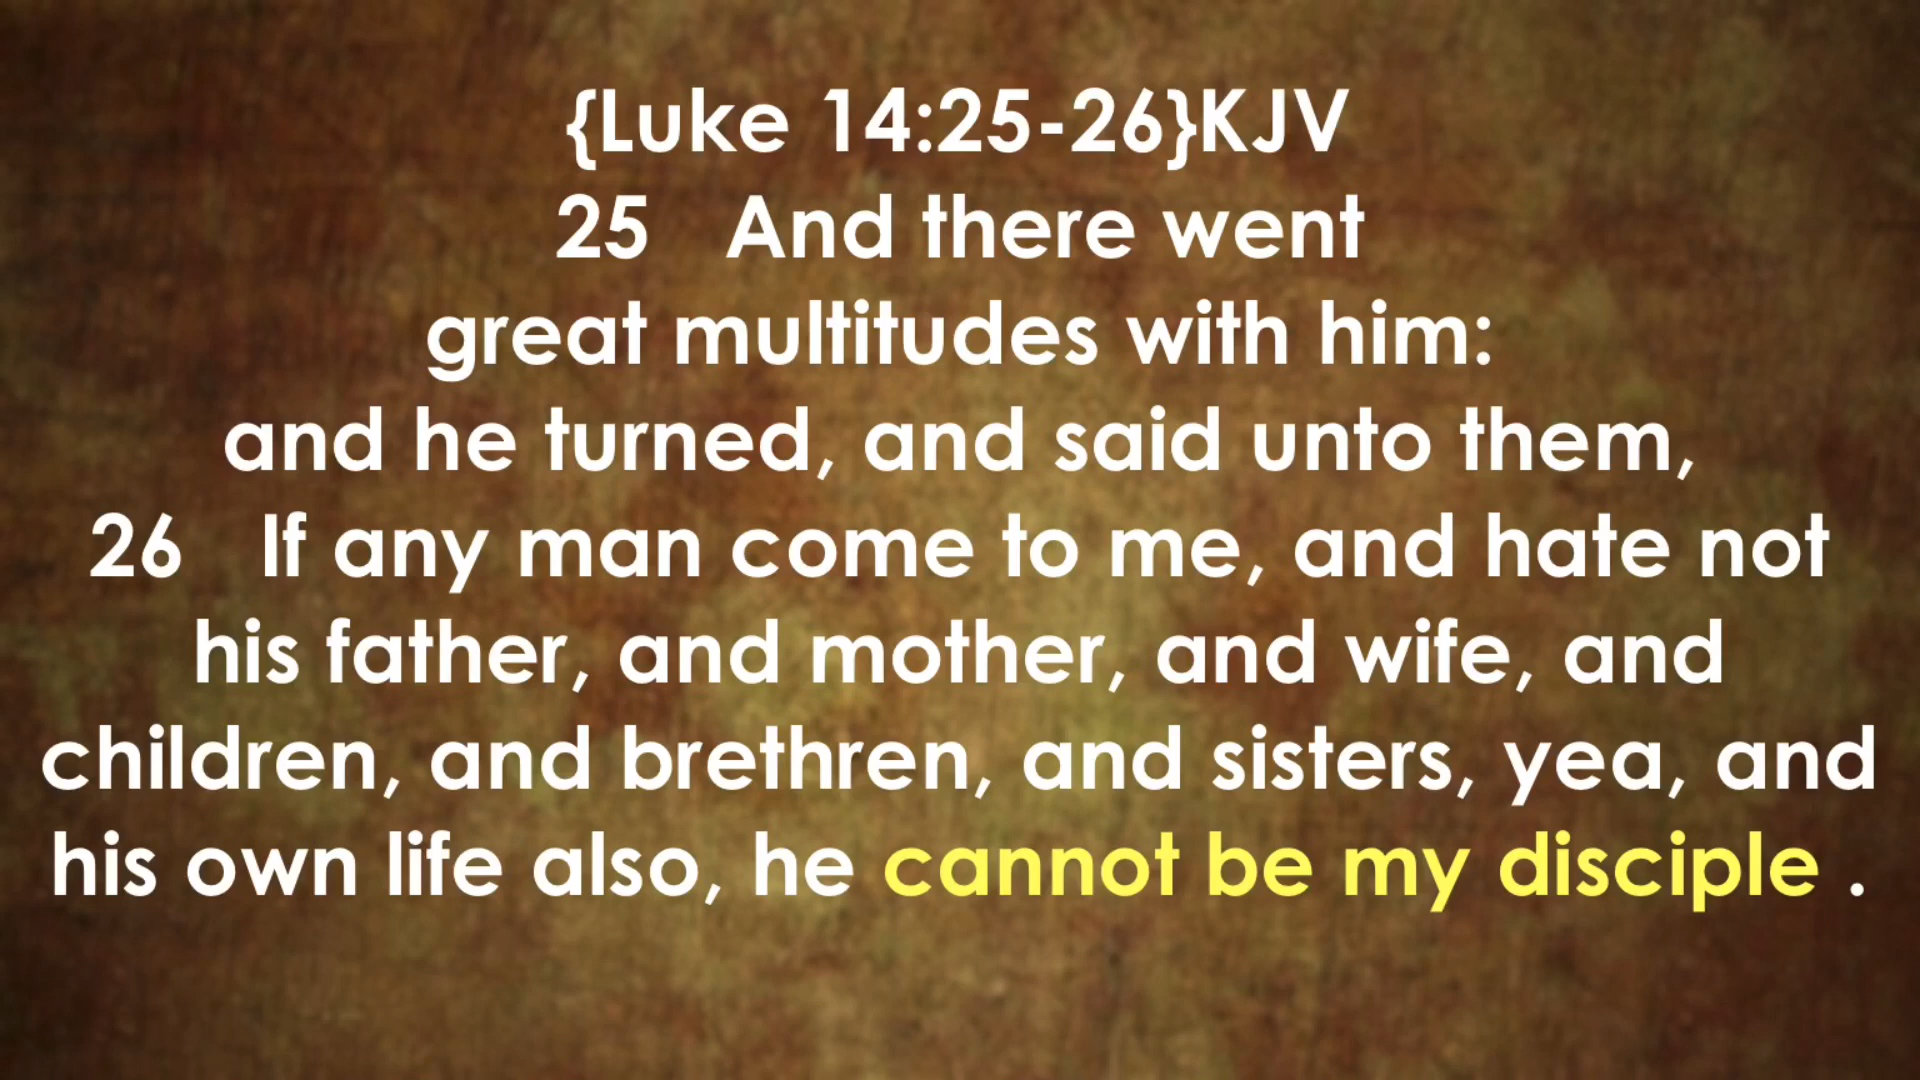 {Luke 14:25-26}KJV
25 And there went
great multitudes with him:
and he turned, and said unto them,
26 If any man come to me, and hate not
his father, and mother, and wife, and
children, and brethren, and sisters, yea, and
his own life also, he cannot be my disciple .